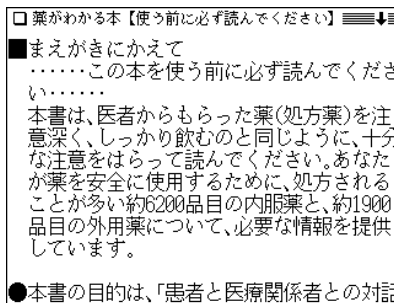 薬がわかる本【使う前に必ず読んでください】
■まえがきにかえて
……この本を使う前に必ず読んでくださ
い……
本書は、医者からもらった薬(処方薬)を注
意深く、しっかり飲むのと同じように、十分
な注意をはらって読んでください。あなた
が薬を安全に使用するために、処方される
ことが多い約6200品目の内服薬と、約1900
品目の外用薬について、必要な情報を提供
しています。
●本書の目的は、「患者と医療関係者との対話